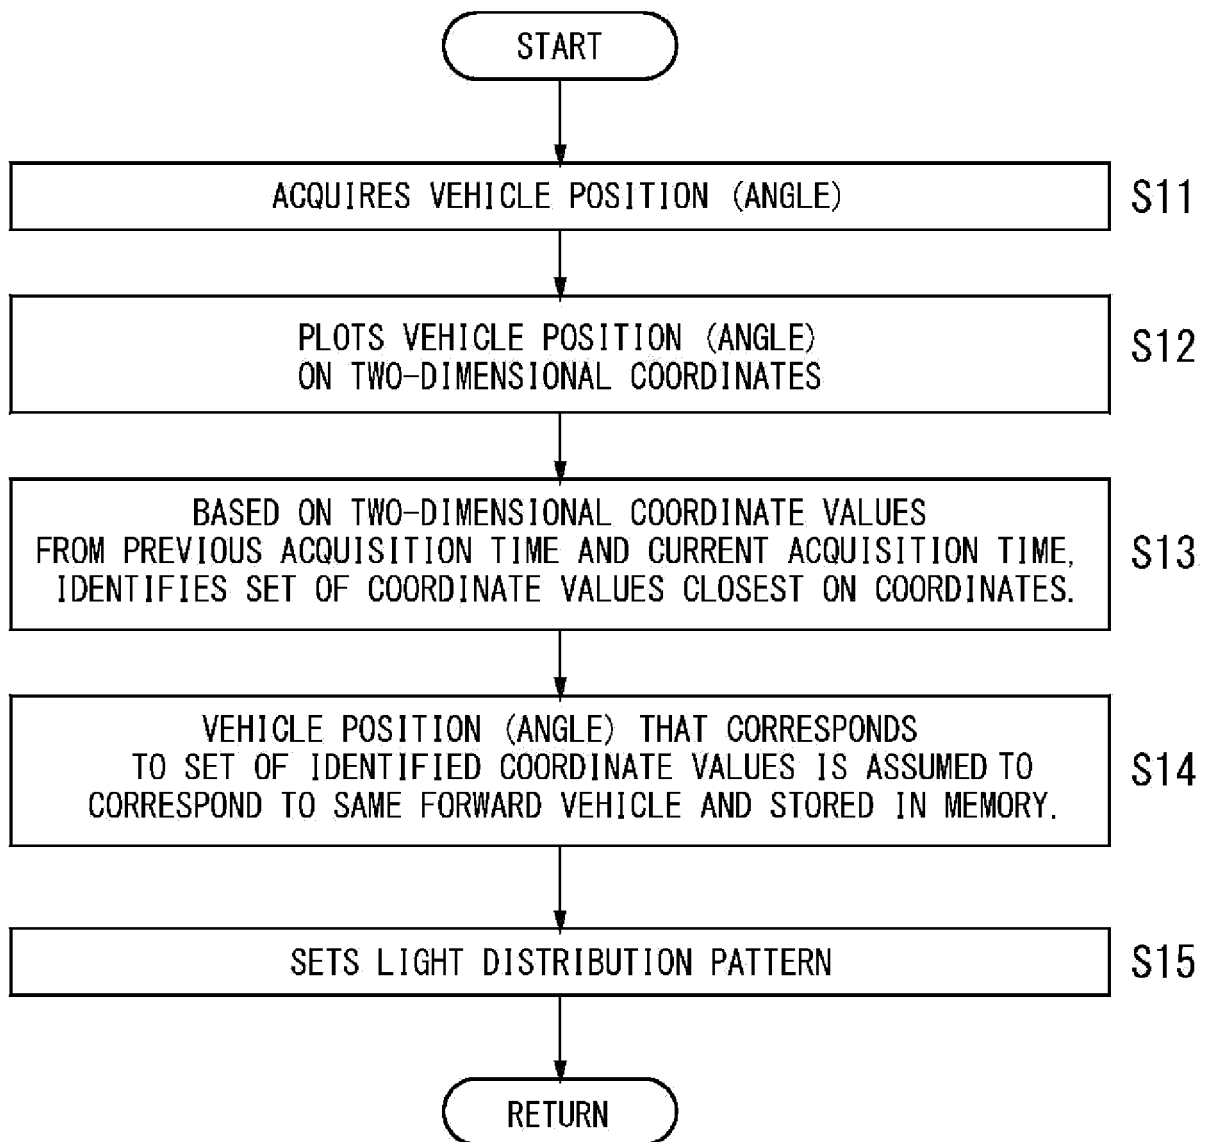 START
ACQUIRES VEHICLE POSITION (ANGLE)
S11
PLOTS VEHICLE POSITION (ANGLE)
ON TWO-DIMENSIONAL COORDINATES
S12
BASED ON TWO-DIMENSIONAL COORDINATE VALUES
FROM PREVIOUS ACQUISITION TIME AND CURRENT ACQUISITION TIME,
IDENTIFIES SET OF COORDINATE VALUES CLOSEST ON COORDINATES.
S13
VEHICLE POSITION (ANGLE) THAT CORRESPONDS
TO SET OF IDENTIFIED COORDINATE VALUES IS ASSUMED TO
CORRESPOND TO SAME FORWARD VEHICLE AND STORED IN MEMORY.
S14
SETS LIGHT DISTRIBUTION PATTERN
S15
RETURN